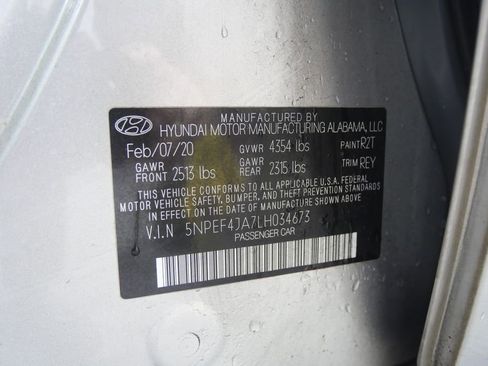 MANUFACTURED BY
HYUNDAI MOTOR MANUFACTURING ALABAMA, LLC
Feb/07/20 GVWR 4354 lbs PAINT R2T
GAWR FRONT 2513 lbs GAWR REAR 2315 lbs TRIM REY
THIS VEHICLE CONFORMS TO ALL APPLICABLE U.S.A. FEDERAL
MOTOR VEHICLE SAFETY, BUMPER, AND THEFT PREVENTION STANDARDS
IN EFFECT ON THE DATE OF MANUFACTURE SHOWN ABOVE.
V.I.N 5NPEF4JA7LH034673
PASSENGER CAR